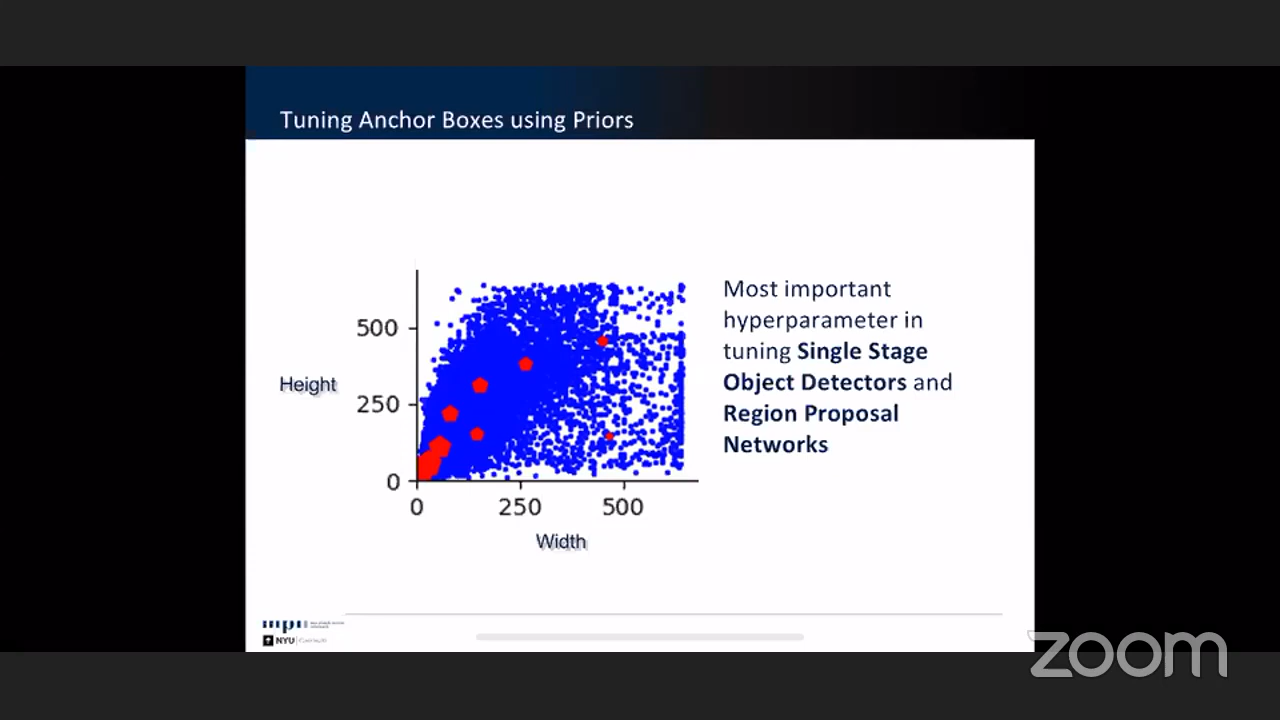 Tuning Anchor Boxes using Priors
Most important
hyperparameter in
tuning Single Stage
Object Detectors and
Region Proposal
Networks
500
250
0
Height
0 250 500
Width
NYU
zoom